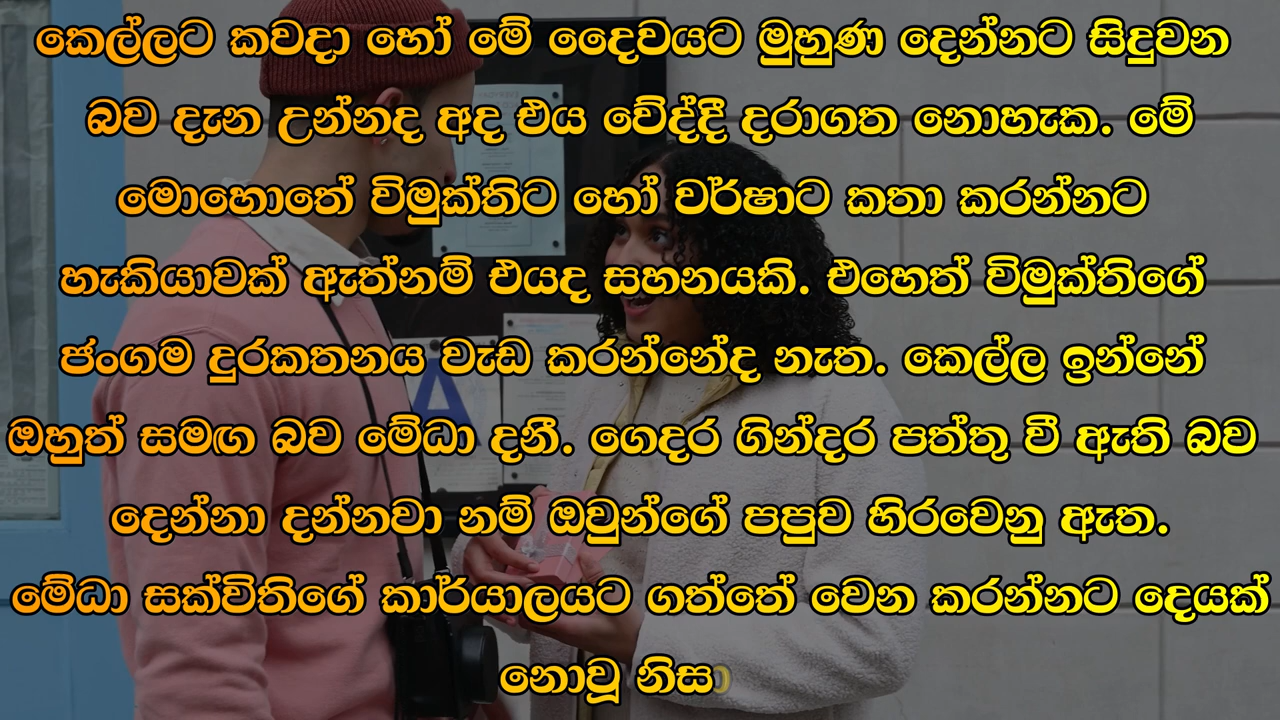 කෙල්ලට කවදා හෝ මේ දෛවයට මුහුණ දෙන්නට සිදුවන
බව දැන උන්නද අද එය වේද්දී දරාගත නොහැක. මේ
මොහොතේ විමුක්තිට හෝ වර්ෂාට කතා කරන්නට
හැකියාවක් ඇත්නම් එයද සහනයකි. එහෙත් විමුක්තිගේ
ජංගම දුරකතනය වැඩ කරන්නේද නැත. කෙල්ල ඉන්නේ
ඔහුත් සමඟ බව මේධා දනී. ගෙදර ගින්දර පත්තු වී ඇති බව
දෙන්නා දන්නවා නම් ඔවුන්ගේ පපුව හිරවෙනු ඇත.
මේධා සක්විතිගේ කාර්යාලයට ගත්තේ වෙන කරන්නට දෙයක්
නොවූ නිසා